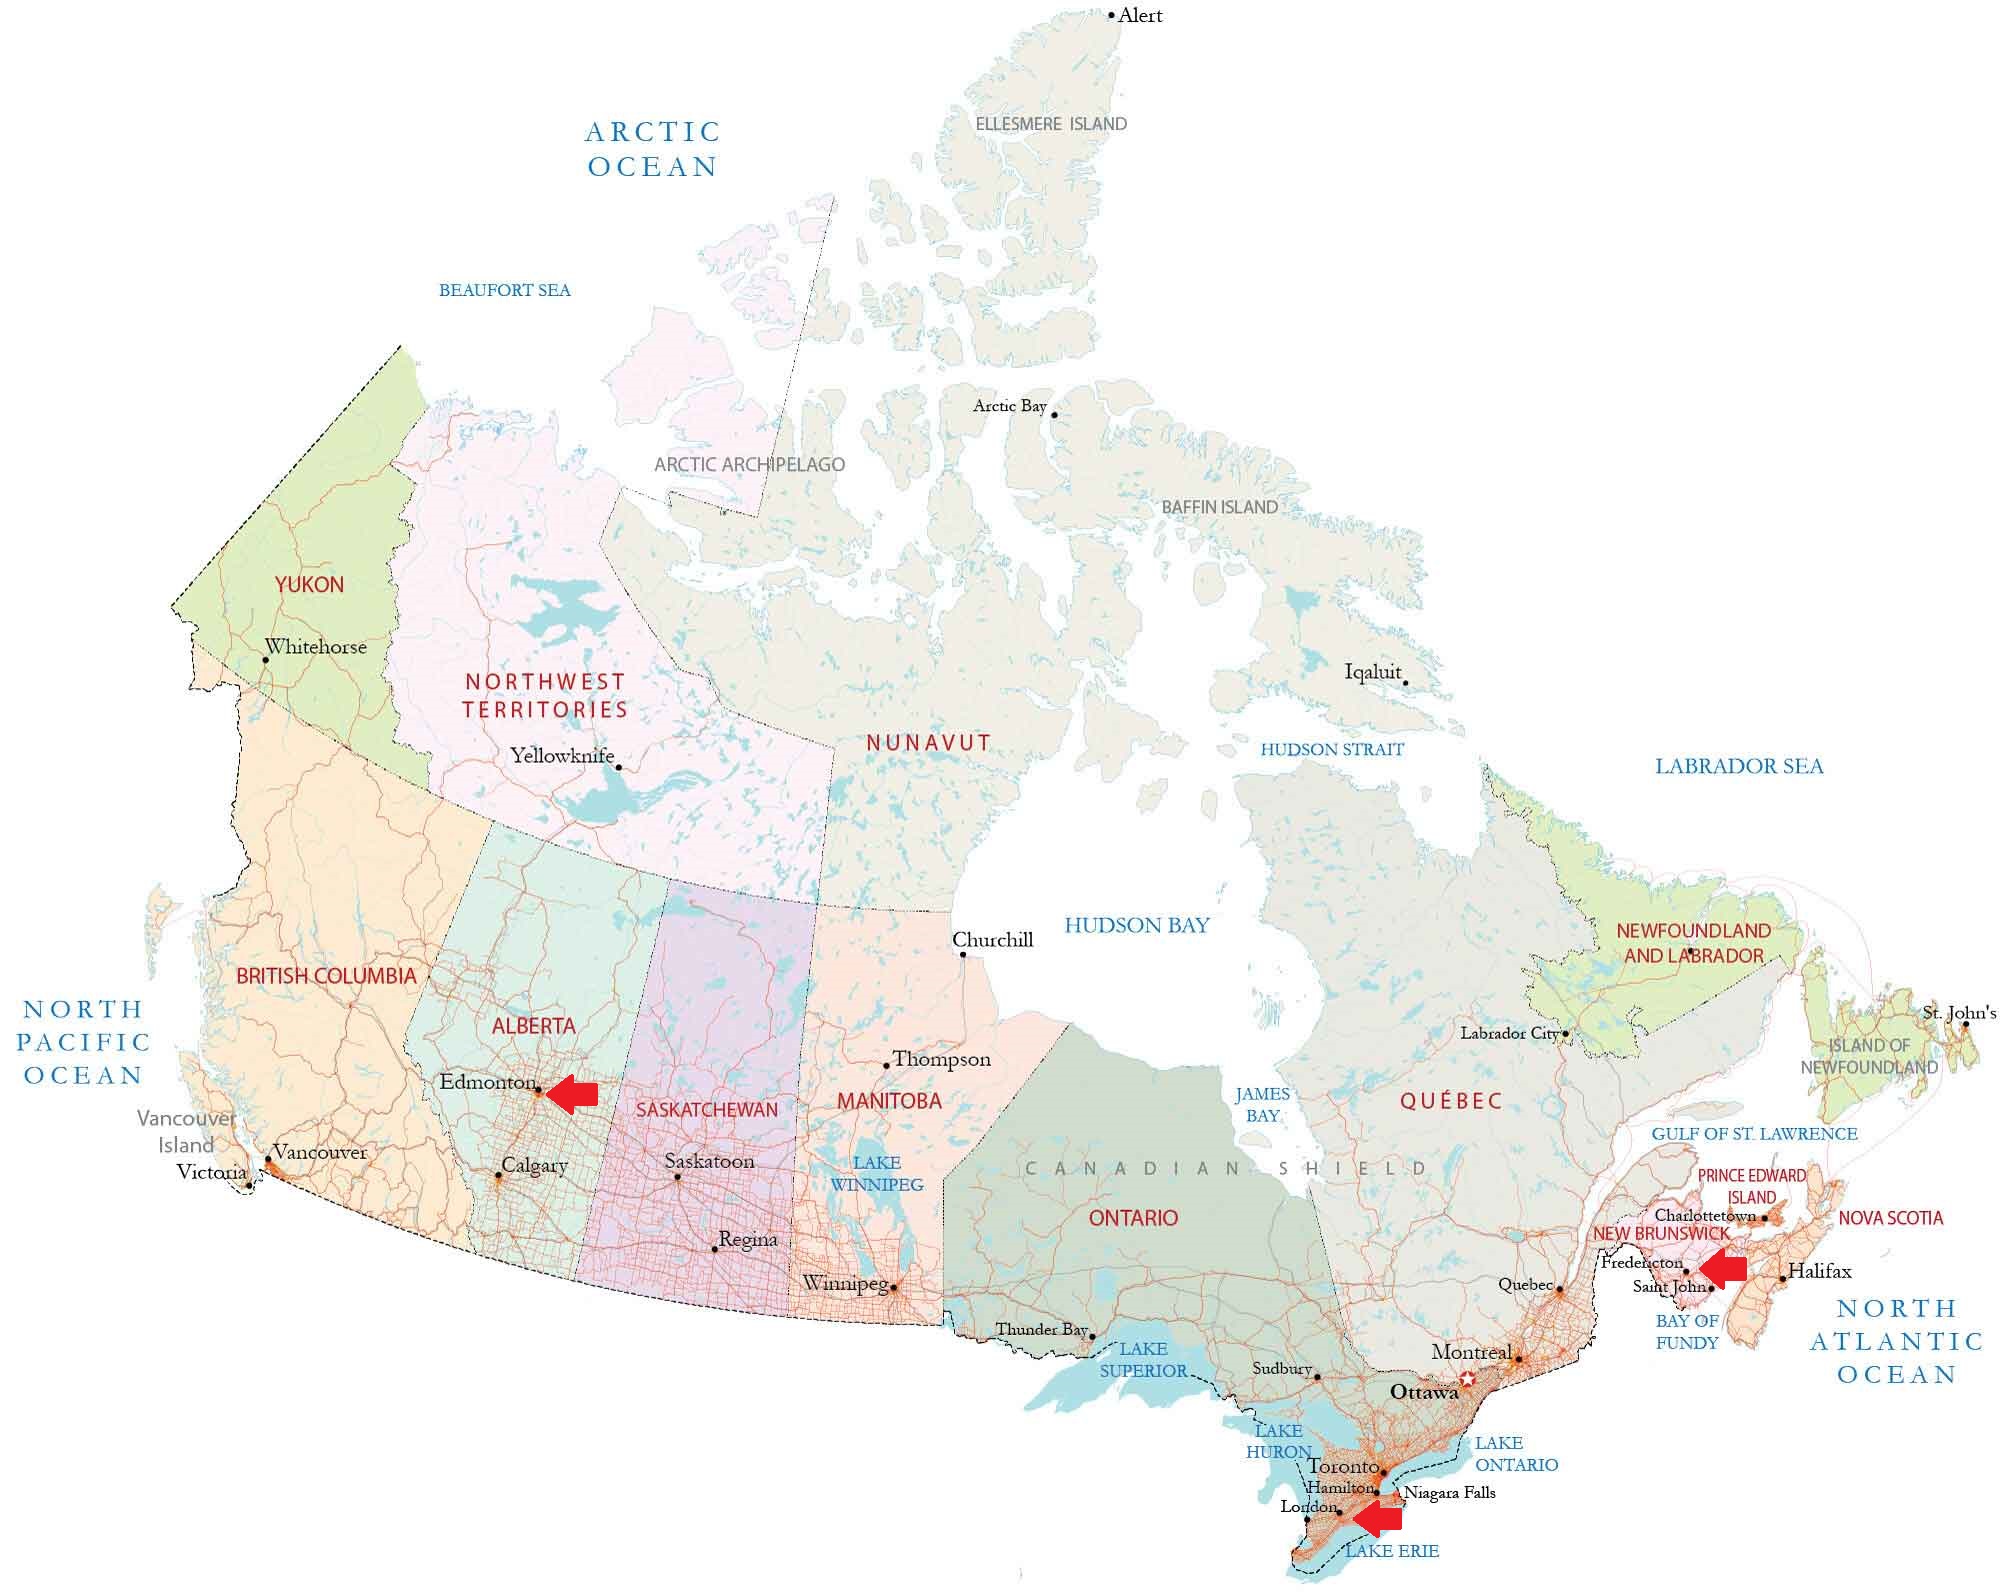 Alert
ELLESMERE ISLAND
ARCTIC
OCEAN
BEAUFORT SEA
Arctic Bay
ARCTIC ARCHIPELAGO
BAFFIN ISLAND
YUKON
Whitehorse
Iqaluit
NORTHWEST
TERRITORIES
Yellowknife
NUNAVUT
HUDSON STRAIT
LABRADOR SEA
HUDSON BAY
Churchill
NEWFOUNDLAND
AND LABRADOR
BRITISH COLUMBIA
NORTH
PACIFIC
OCEAN
ALBERTA
Edmonton
St. John's
Labrador City
ISLAND OF
NEWFOUNDLAND
Thompson
SASKATCHEWAN
MANITOBA
JAMES
BAY
QUÉBEC
Vancouver
Island
Vancouver
Victoria
Calgary
Saskatoon
LAKE
WINNIPEG
CANADIAN SHIELD
GULF OF ST. LAWRENCE
PRINCE EDWARD
ISLAND
Charlottetown
NOVA SCOTIA
ONTARIO
NEW BRUNSWICK
Regina
Fredericton
Halifax
Winnipeg
Quebec
Saint John
BAY OF
FUNDY
NORTH
ATLANTIC
OCEAN
Thunder Bay
LAKE
SUPERIOR
Montreal
Sudbury
Ottawa
LAKE
HURON
LAKE
ONTARIO
Toronto
Hamilton
Niagara Falls
London
LAKE ERIE